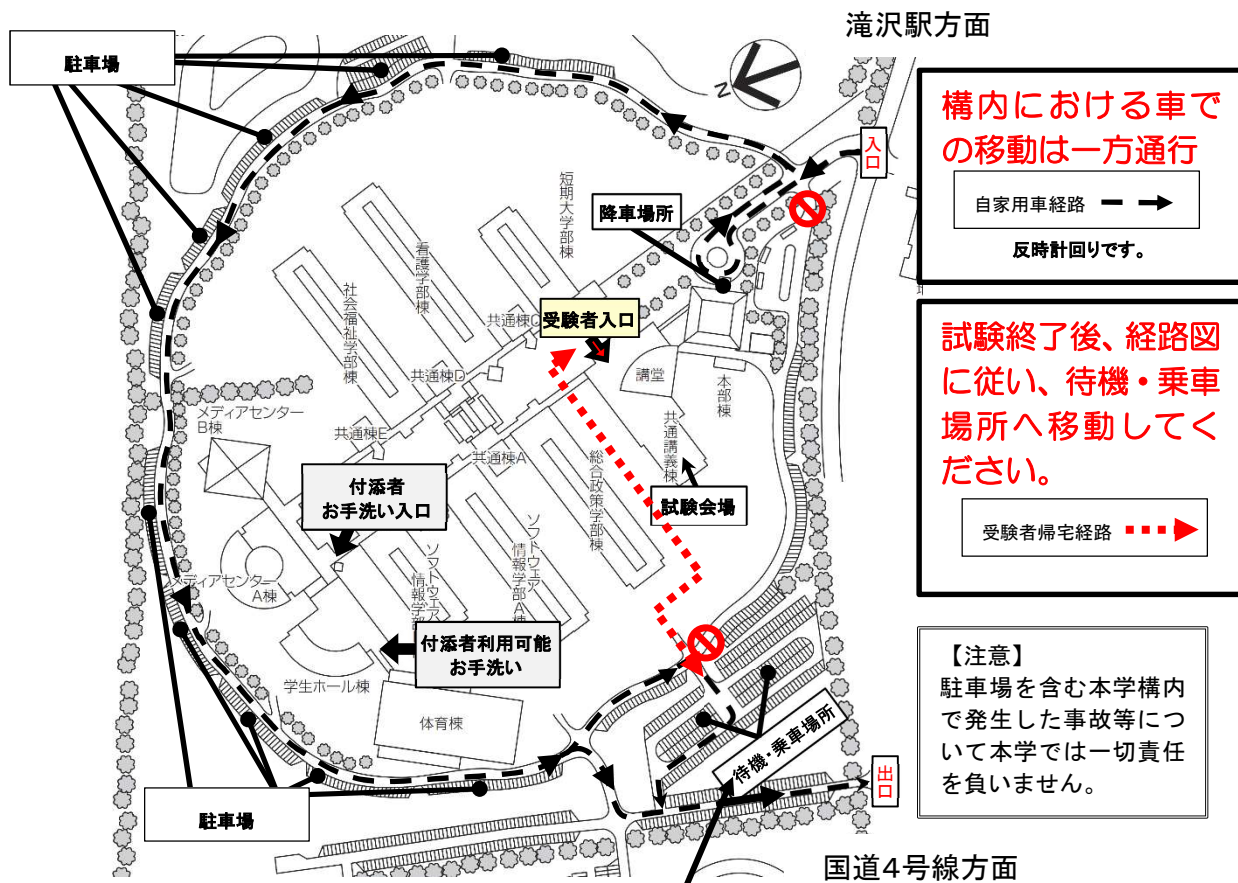 滝沢駅方面
駐車場
N
入口
構内における車で
の移動は一方通行
自家用車経路
反時計回りです。
降車場所
短期大学部棟
看護学部棟
社会福祉学部棟
共通棟C
受験者入口
共通棟D
講堂
本部棟
試験終了後、経路図
に従い、待機・乗車
場所へ移動してく
ださい。
受験者帰宅経路
メディアセンター
B棟
共通棟E
共通棟A
共通講義棟
総合政策学部棟
試験会場
付添者
お手洗い入口
ソフトウェア
情報学部A棟
ソフトウェア
情報学部
メディアセンター
A棟
付添者利用可能
お手洗い
学生ホール棟
体育棟
待機・乗車場所
【注意】
駐車場を含む本学構内
で発生した事故等につ
いて本学では一切責任
を負いません。
出口
駐車場
国道4号線方面